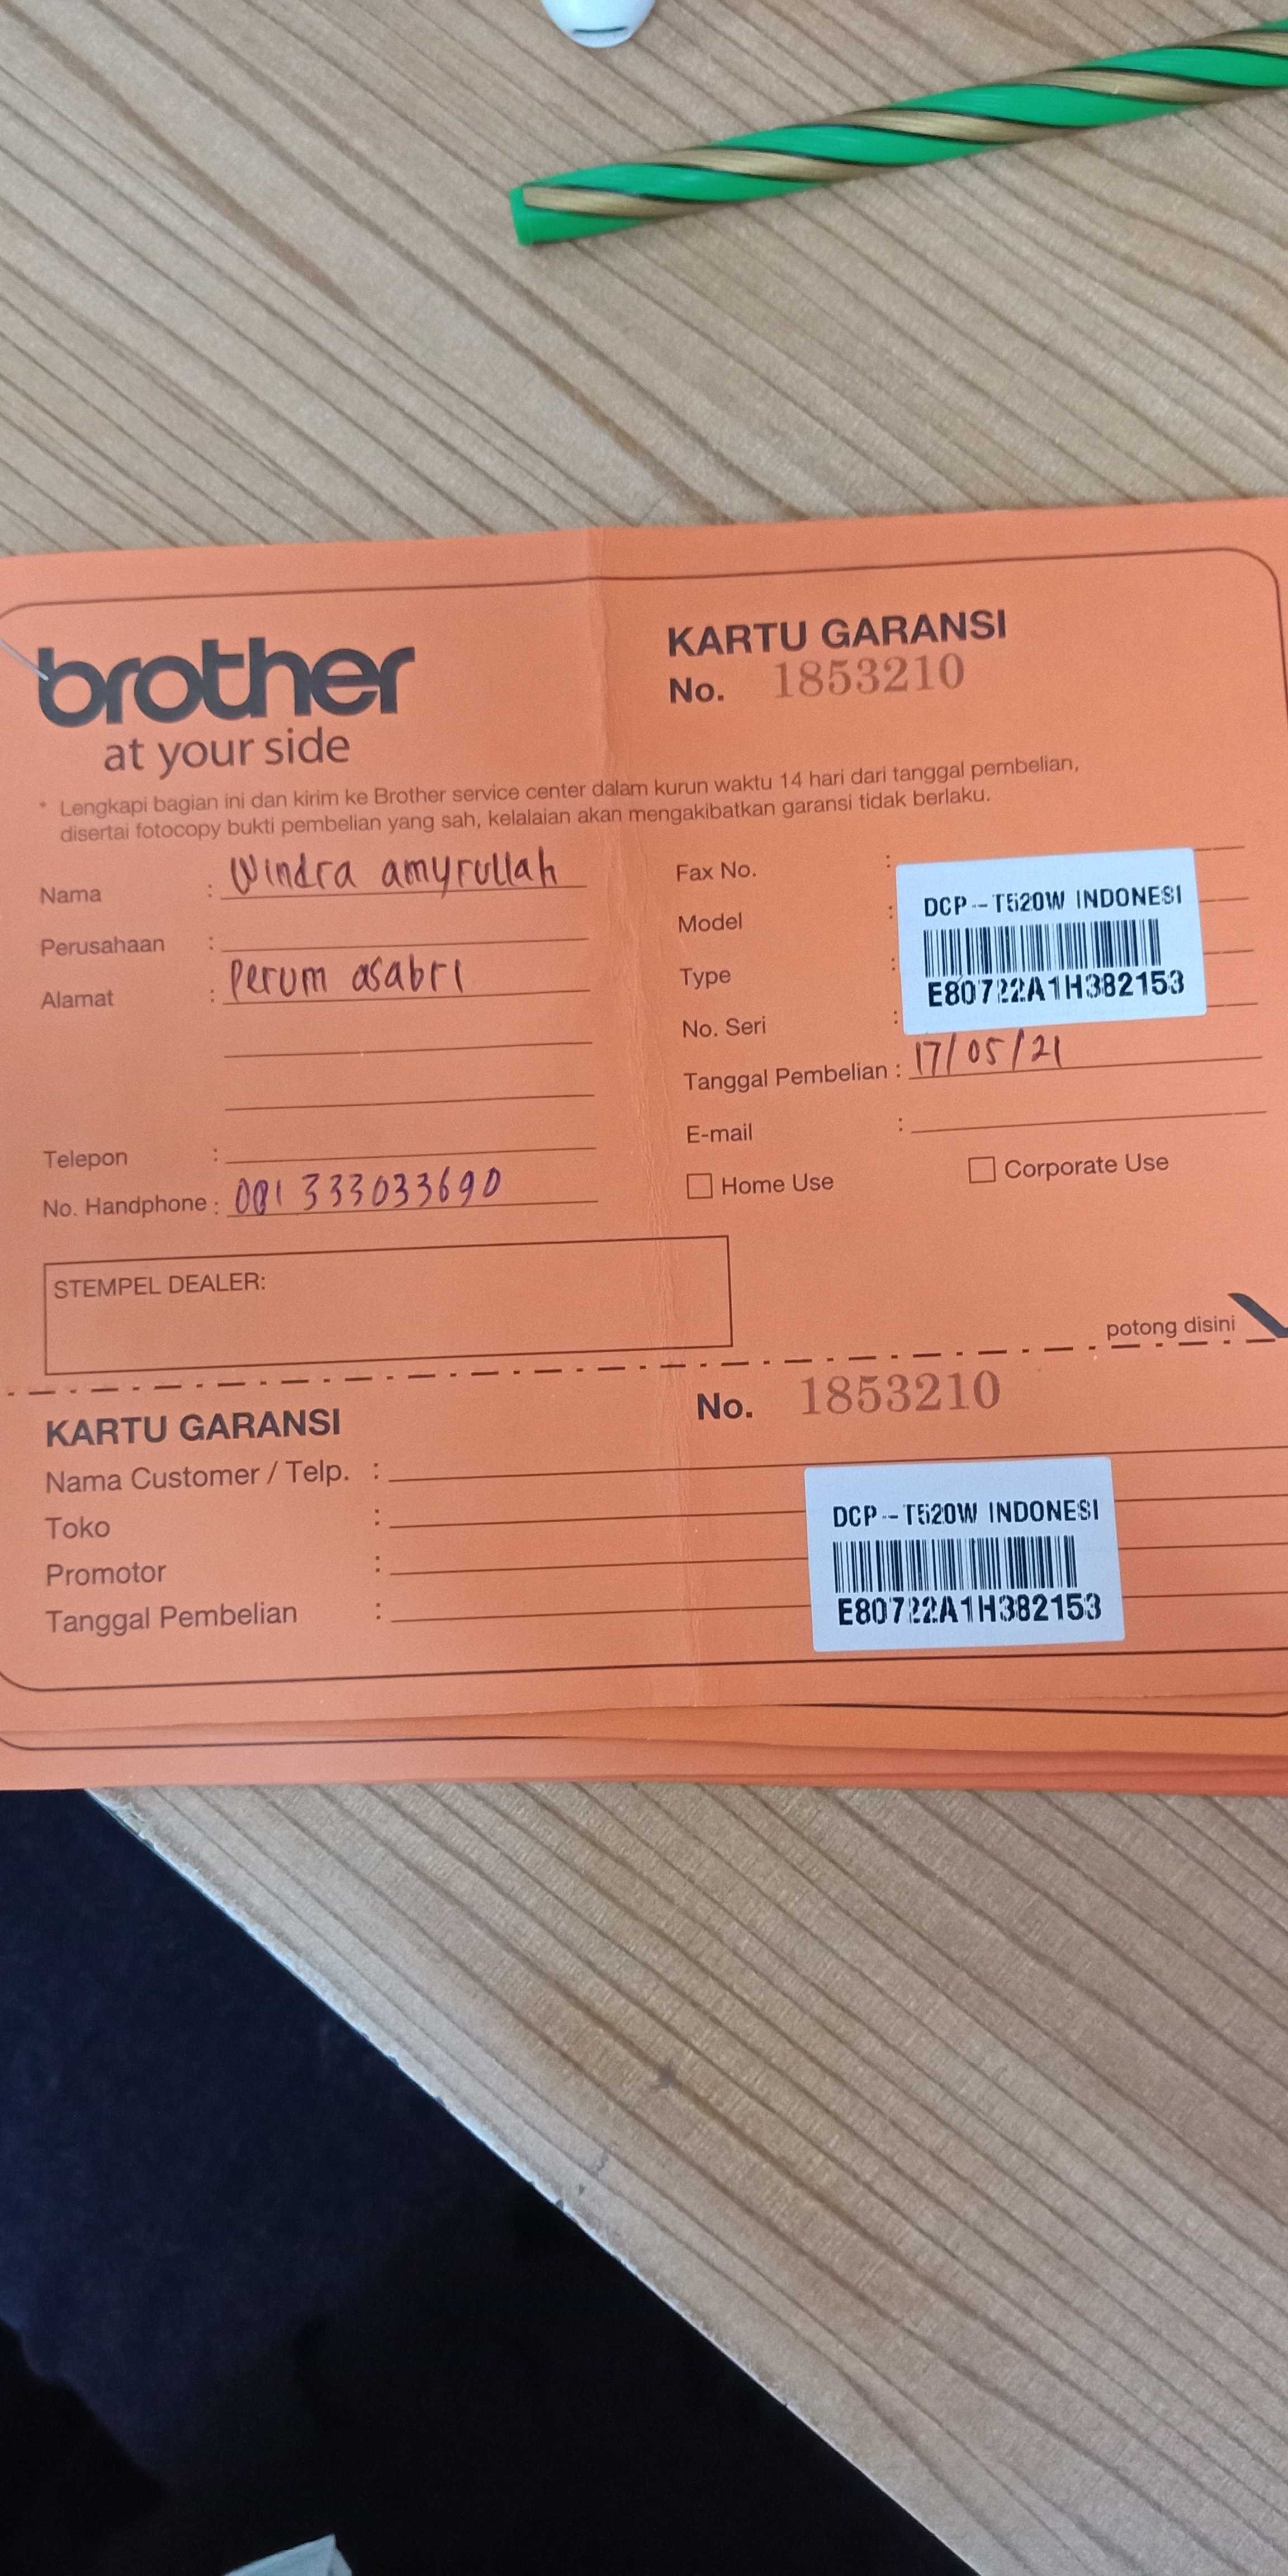 brother
at your side
KARTU GARANSI
No. 1853210
* Lengkapi bagian ini dan kirim ke Brother service center dalam kurun waktu 14 hari dari tanggal pembelian,
disertai fotocopy bukti pembelian yang sah, kelalaian akan mengakibatkan garansi tidak berlaku.
Nama : Windra amyrullah
Perusahaan :
Alamat : Perum asabri
Telepon :
No. Handphone : 081 333033690
Fax No. :
Model :
Type :
No. Seri :
DCP-T520W INDONESI
E80722A1H382153
Tanggal Pembelian : 17/05/21
E-mail :
Home Use
Corporate Use
STEMPEL DEALER:
potong disini
KARTU GARANSI
No. 1853210
Nama Customer / Telp. :
Toko :
Promotor :
Tanggal Pembelian :
DCP-T520W INDONESI
E80722A1H382153